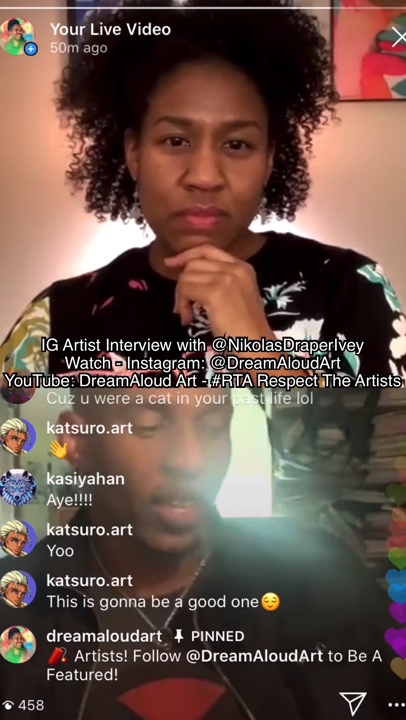 Your Live Video
50m ago
IG Artist Interview with @NikolasDraperIvey
Watch - Instagram: @DreamAloudArt
YouTube: DreamAloud Art - #RTA Respect The Artists
Cuz u were a cat in your past life lol
katsuro.art
👋
kasiyahan
Aye!!!!
katsuro.art
Yoo
katsuro.art
This is gonna be a good one😌
dreamaloudart 📌 PINNED
🧧 Artists! Follow @DreamAloudArt to Be A
Featured!
458